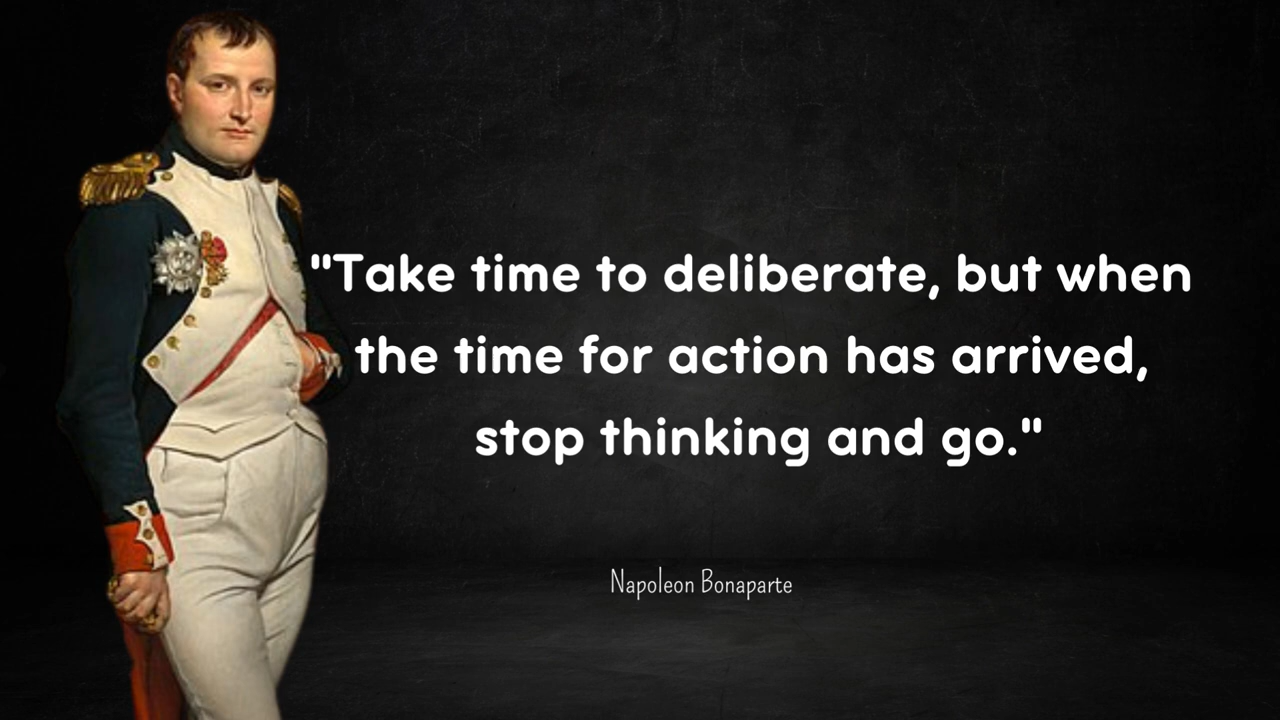 "Take time to deliberate, but when
the time for action has arrived,
stop thinking and go."
Napoleon Bonaparte